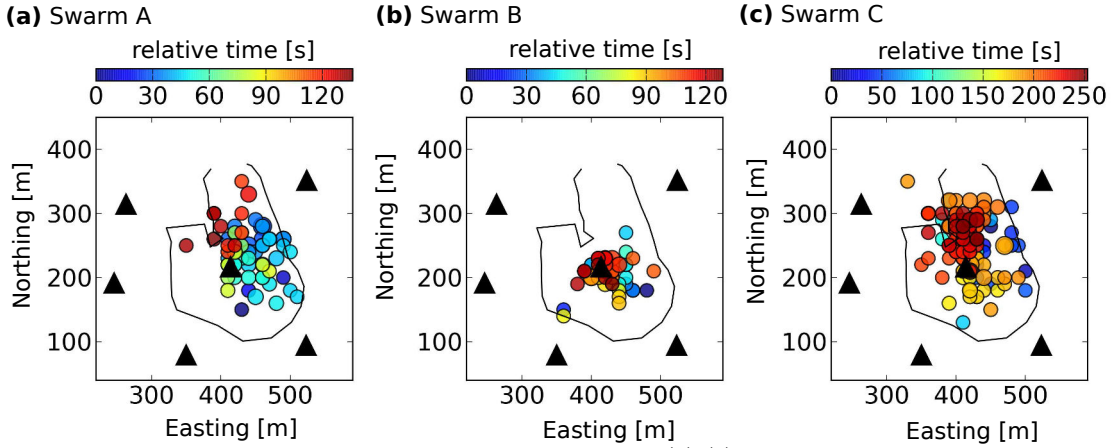 (a) Swarm A
(b) Swarm B
(c) Swarm C
relative time [s]
relative time [s]
relative time [s]
0 30 60 90 120
0 30 60 90 120
0 50 100 150 200 250
Northing [m]
400
300
200
100
300 400 500
Easting [m]
Northing [m]
400
300
200
100
300 400 500
Easting [m]
Northing [m]
400
300
200
100
300 400 500
Easting [m]